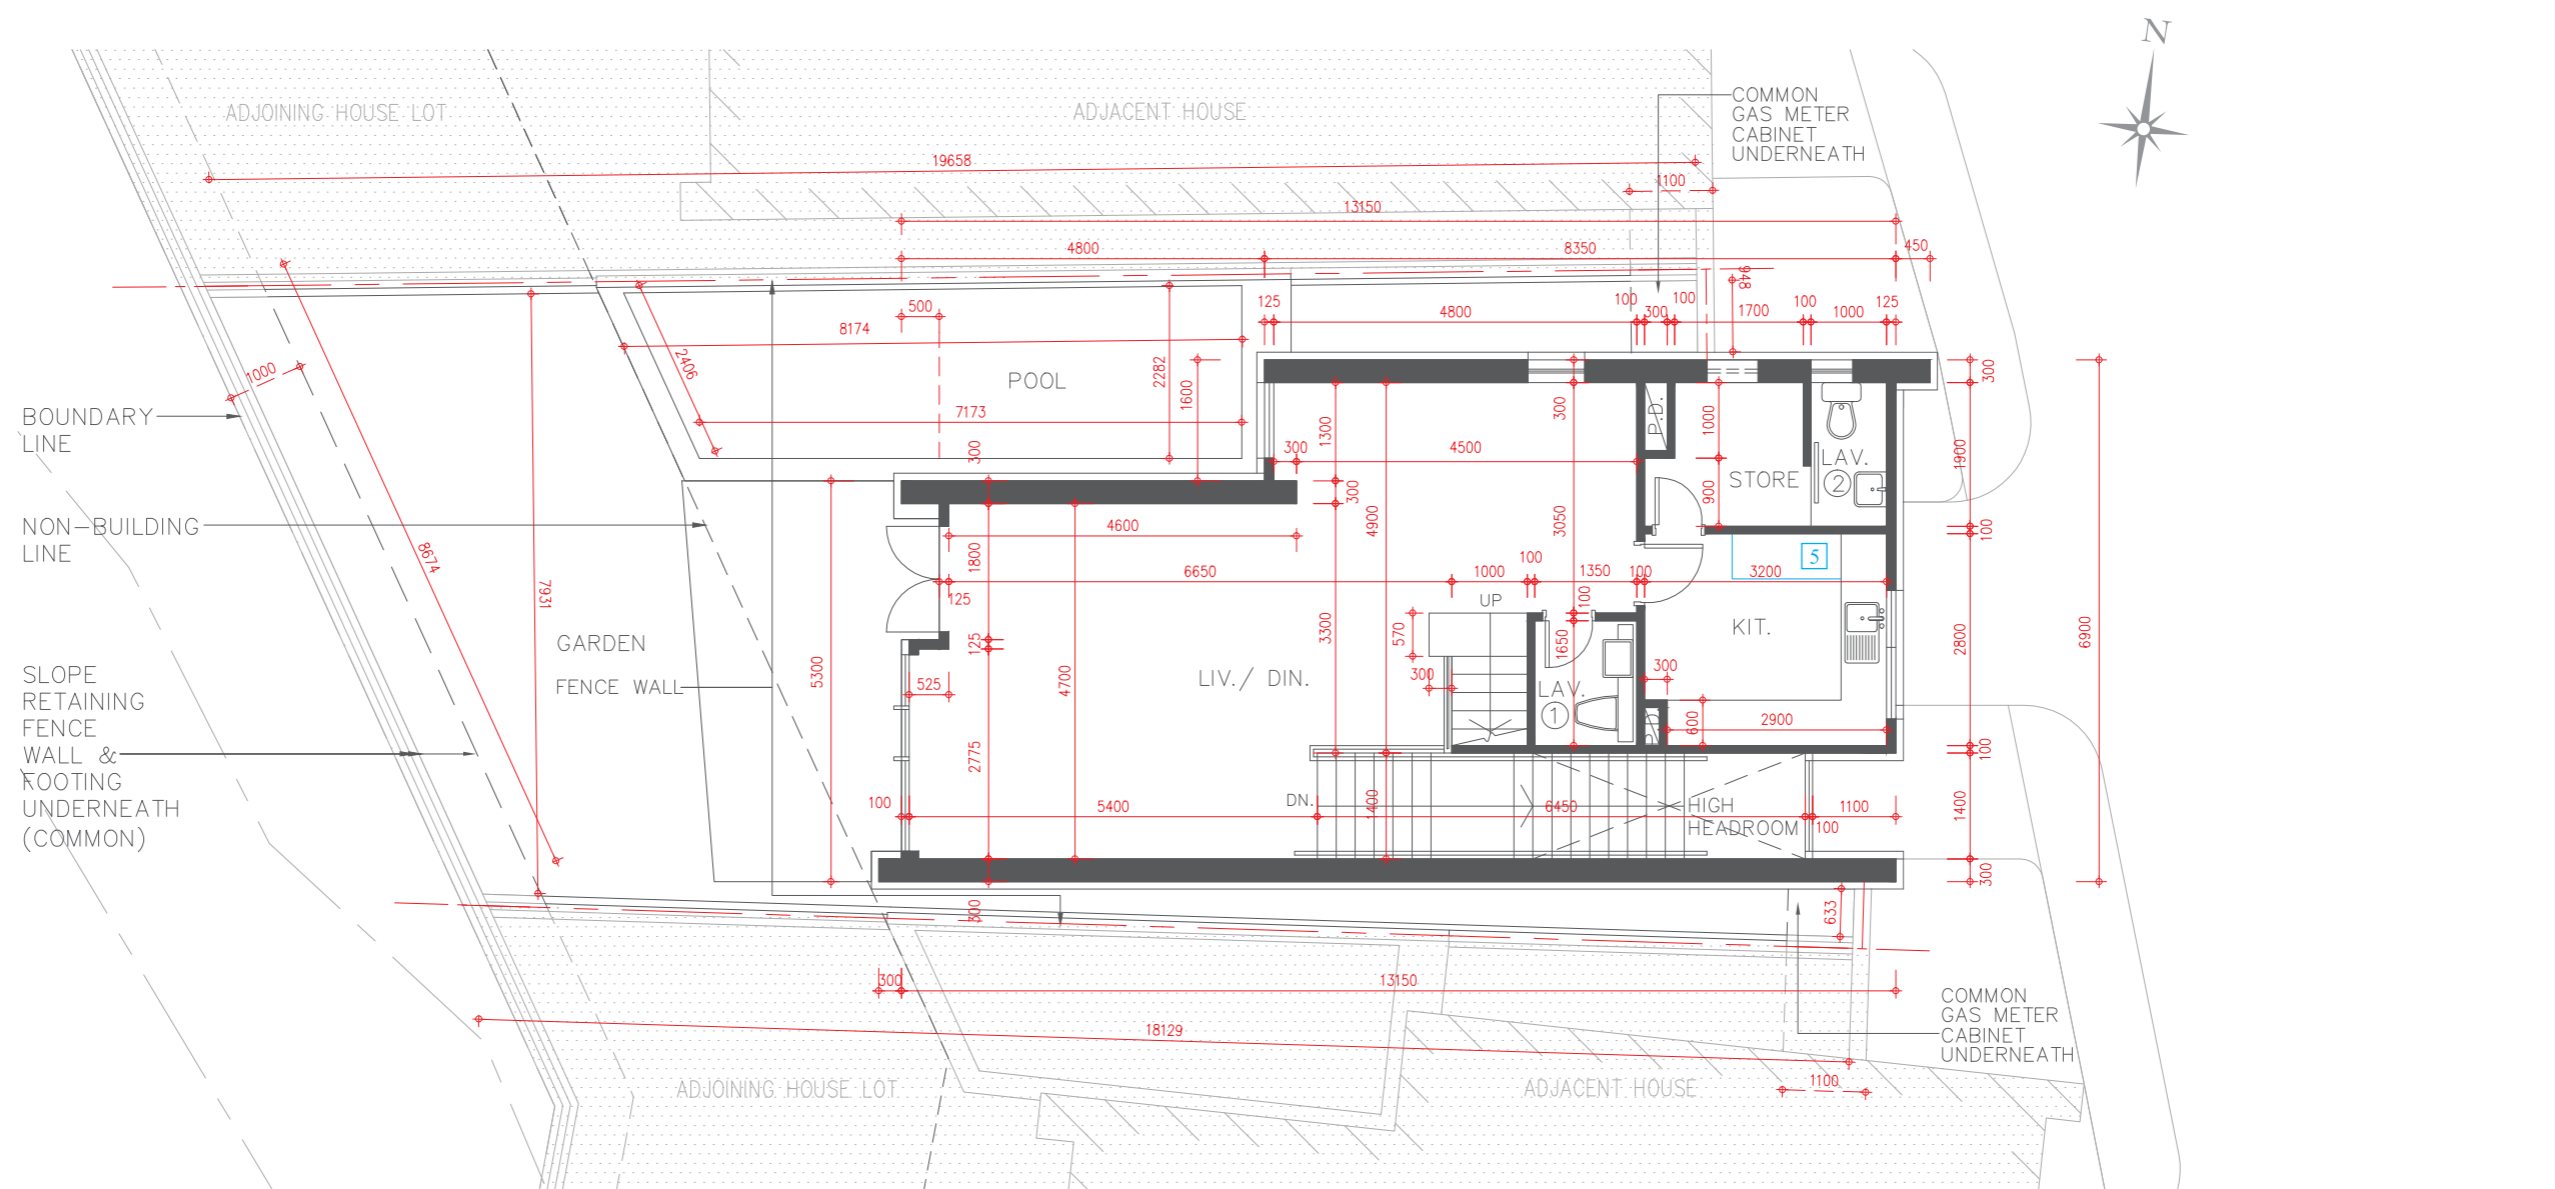 N
COMMON
GAS METER
CABINET
UNDERNEATH
ADJOINING HOUSE LOT
ADJACENT HOUSE
19658
1100
13150
4800
8350
450
948
500
125
4800
100
300
100
1700
100
1000
125
8174
2406
2282
1600
POOL
7173
300
1000
BOUNDARY
LINE
300
6900
1300
300
300
4500
P.D.
1000
STORE
LAV.
2
900
1900
100
300
4900
3050
NON-BUILDING
LINE
8674
7931
4600
1800
6650
125
1000
100
1350
100
100
3200
5
UP
570
3300
1650
KIT.
2800
GARDEN
5300
125
4700
FENCE WALL
525
LIV./ DIN.
300
LAV.
1
300
600
2900
100
SLOPE
RETAINING
FENCE
WALL &
FOOTING
UNDERNEATH
(COMMON)
2775
100
5400
DN.
1400
6450
HIGH
HEADROOM
1100
100
1400
300
300
633
300
13150
18129
COMMON
GAS METER
CABINET
UNDERNEATH
ADJOINING HOUSE LOT
ADJACENT HOUSE
1100